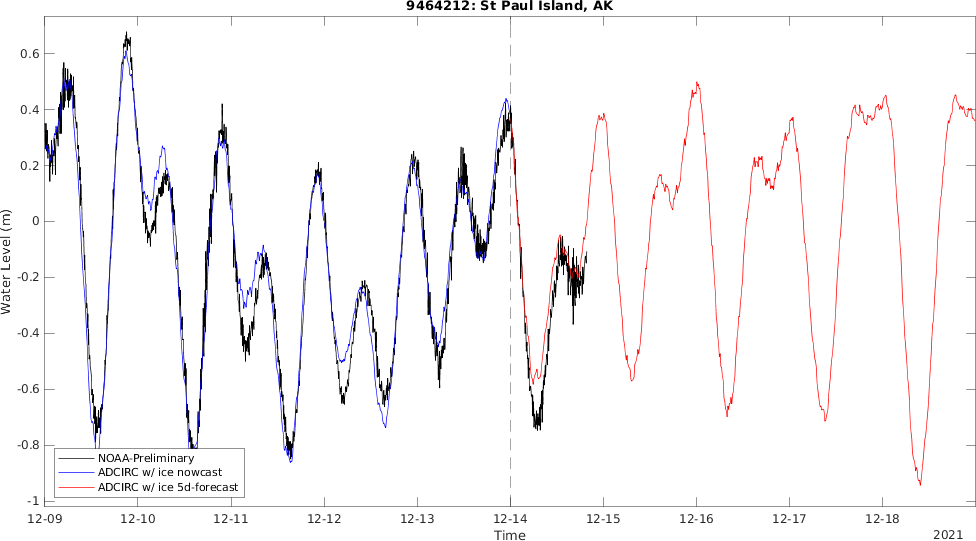 9464212: St Paul Island, AK
Water Level (m)
0.6
0.4
0.2
0
-0.2
-0.4
-0.6
-0.8
-1
NOAA-Preliminary
ADCIRC w/ ice nowcast
ADCIRC w/ ice 5d-forecast
12-09 12-10 12-11 12-12 12-13 12-14 12-15 12-16 12-17 12-18
Time
2021